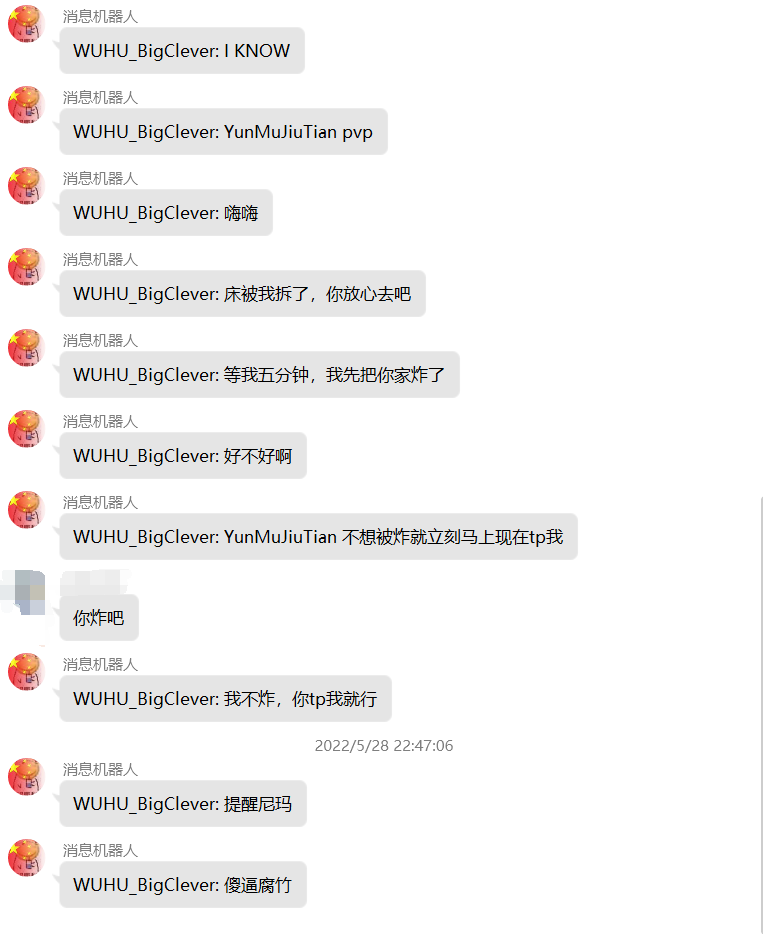 消息机器人
WUHU_BigClever: I KNOW
消息机器人
WUHU_BigClever: YunMuJiuTian pvp
消息机器人
WUHU_BigClever: 嗨嗨
消息机器人
WUHU_BigClever: 床被我拆了，你放心去吧
消息机器人
WUHU_BigClever: 等我五分钟，我先把你家炸了
消息机器人
WUHU_BigClever: 好不好啊
消息机器人
WUHU_BigClever: YunMuJiuTian 不想被炸就立刻马上现在tp我
你炸吧
消息机器人
WUHU_BigClever: 我不炸，你tp我就行
2022/5/28 22:47:06
消息机器人
WUHU_BigClever: 提醒尼玛
消息机器人
WUHU_BigClever: 傻逼腐竹